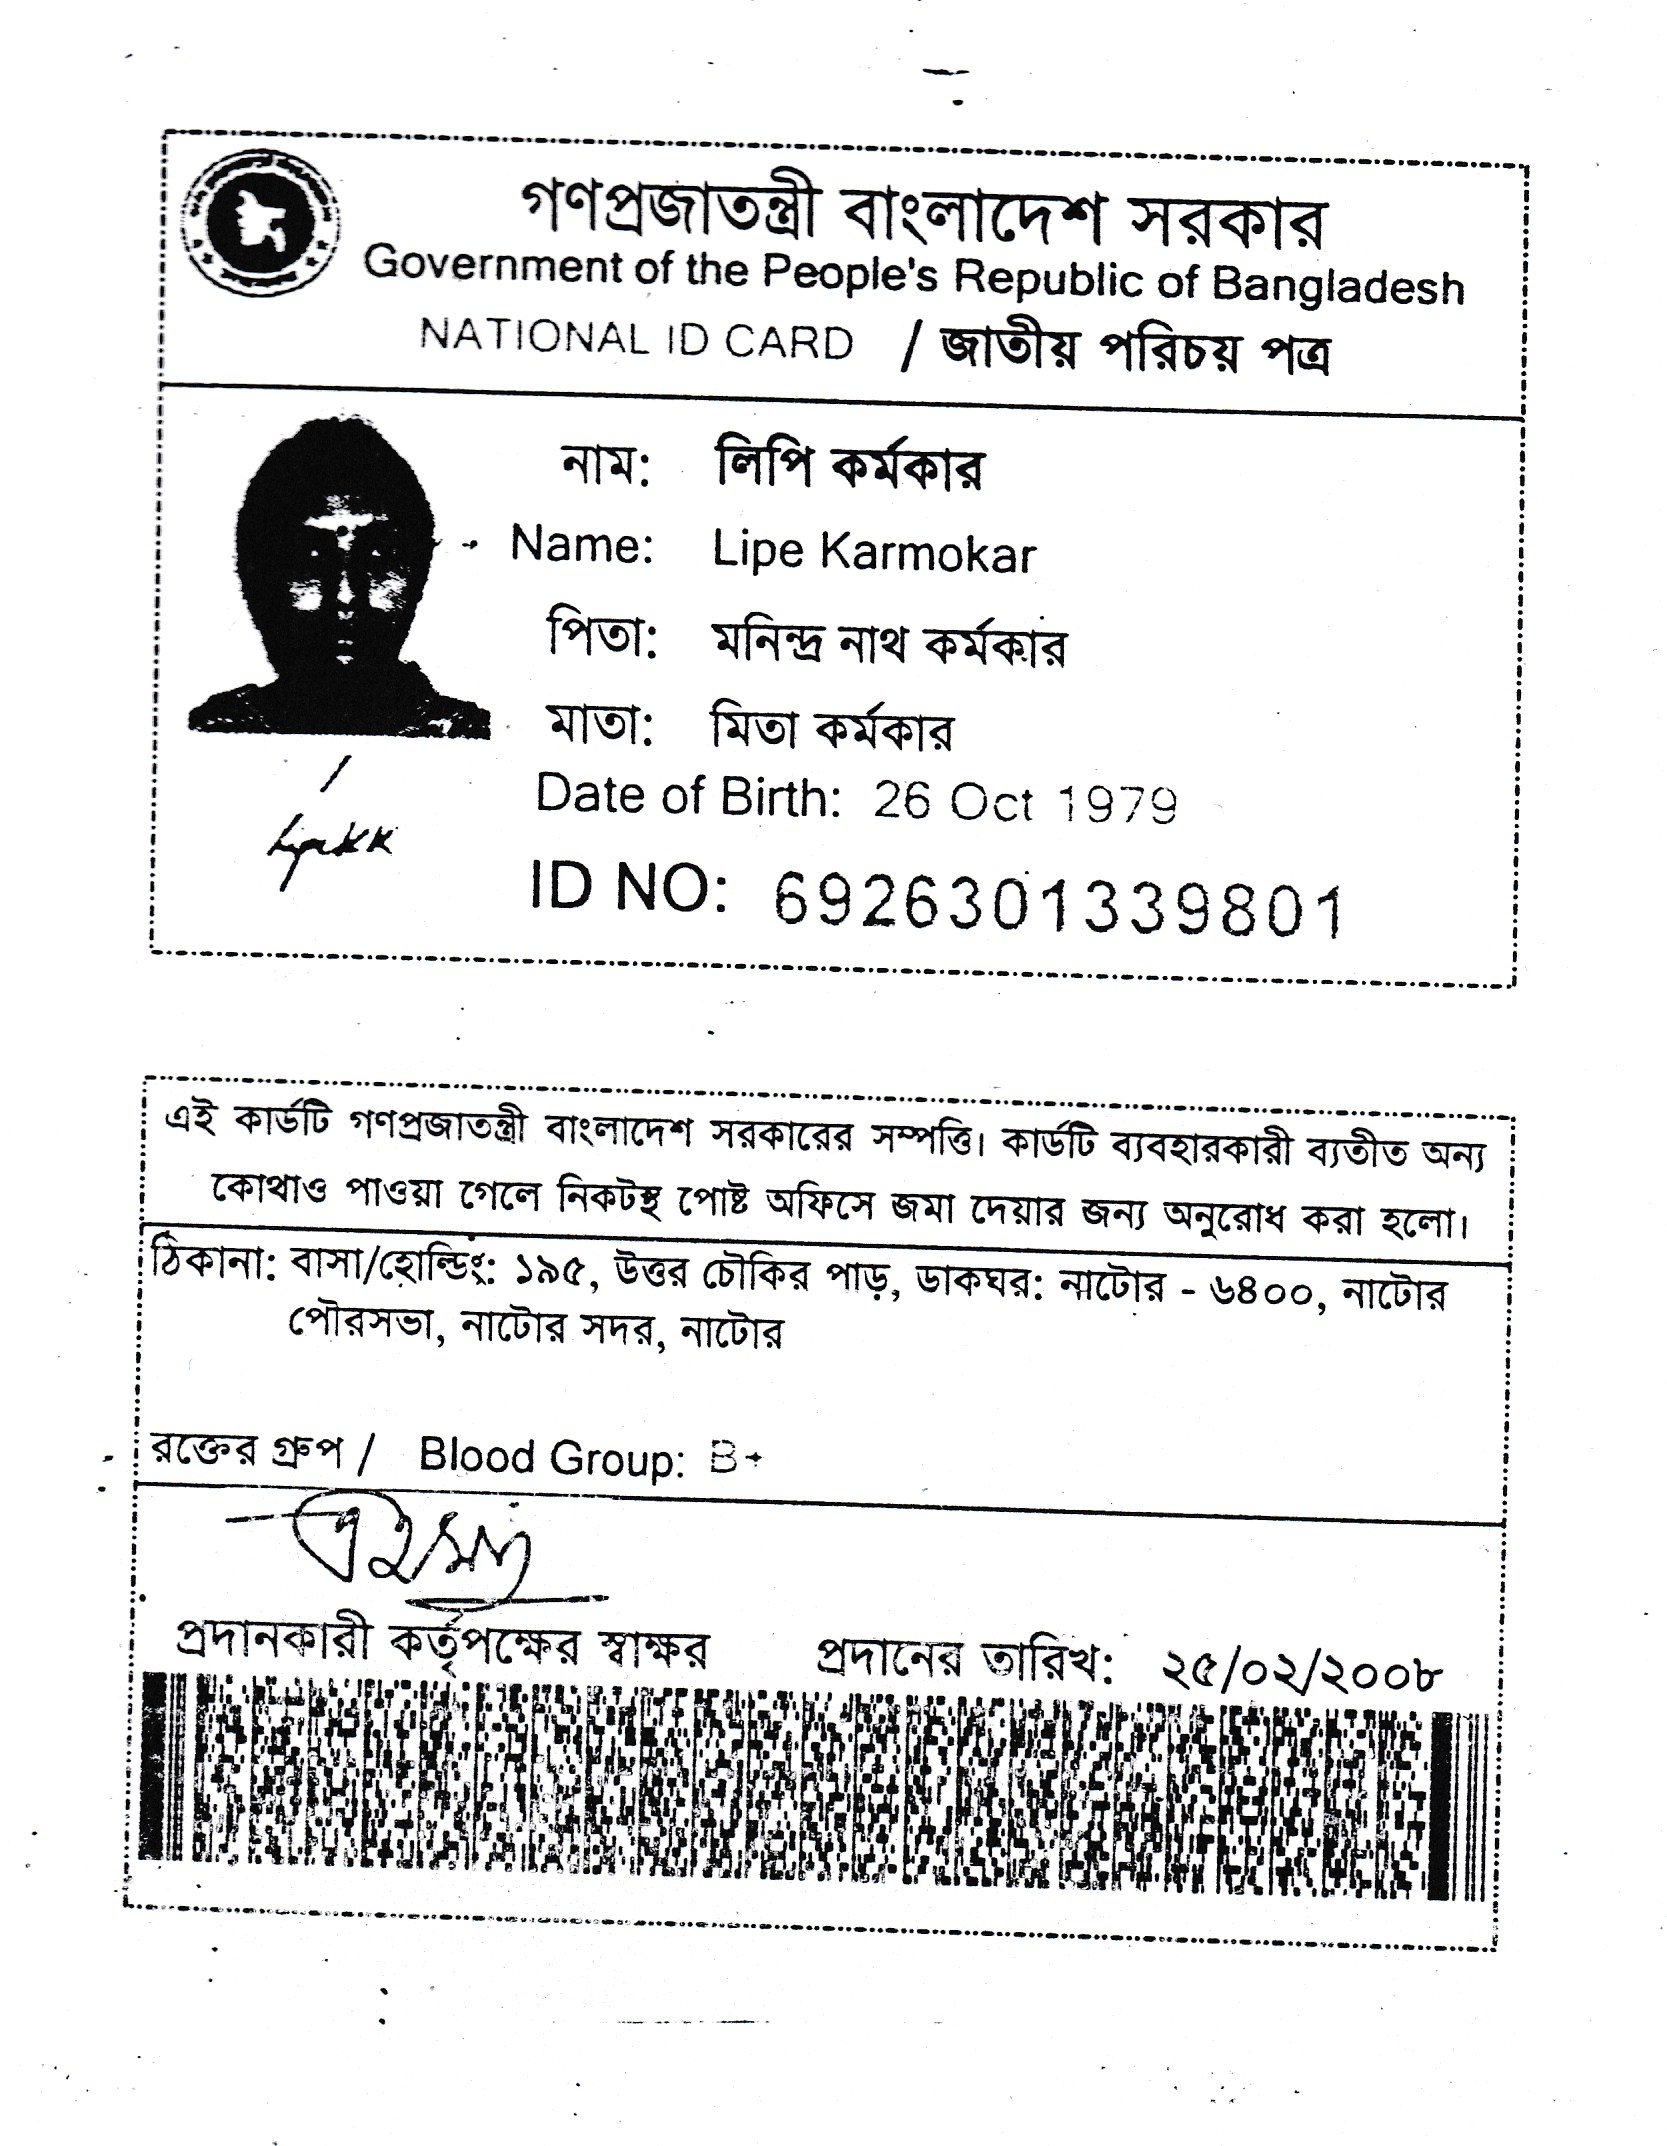 গণপ্রজাতন্ত্রী বাংলাদেশ সরকার
Government of the People's Republic of Bangladesh
NATIONAL ID CARD / জাতীয় পরিচয় পত্র
নাম: লিপি কর্মকার
Name: Lipe Karmokar
পিতা: মনিন্দ্র নাথ কর্মকার
মাতা: মিতা কর্মকার
Date of Birth: 26 Oct 1979
ID NO: 6926301339801
এই কার্ডটি গণপ্রজাতন্ত্রী বাংলাদেশ সরকারের সম্পত্তি। কার্ডটি ব্যবহারকারী ব্যতীত অন্য
কোথাও পাওয়া গেলে নিকটস্থ পোষ্ট অফিসে জমা দেয়ার জন্য অনুরোধ করা হলো।
ঠিকানা: বাসা/হোল্ডিং: ১৯৫, উত্তর চৌকির পাড়, ডাকঘর: নাটোর - ৬৪০০, নাটোর
পৌরসভা, নাটোর সদর, নাটোর
রক্তের গ্রুপ / Blood Group: B+
প্রদানকারী কর্তৃপক্ষের স্বাক্ষর প্রদানের তারিখ: ২৫/০২/২০০৮